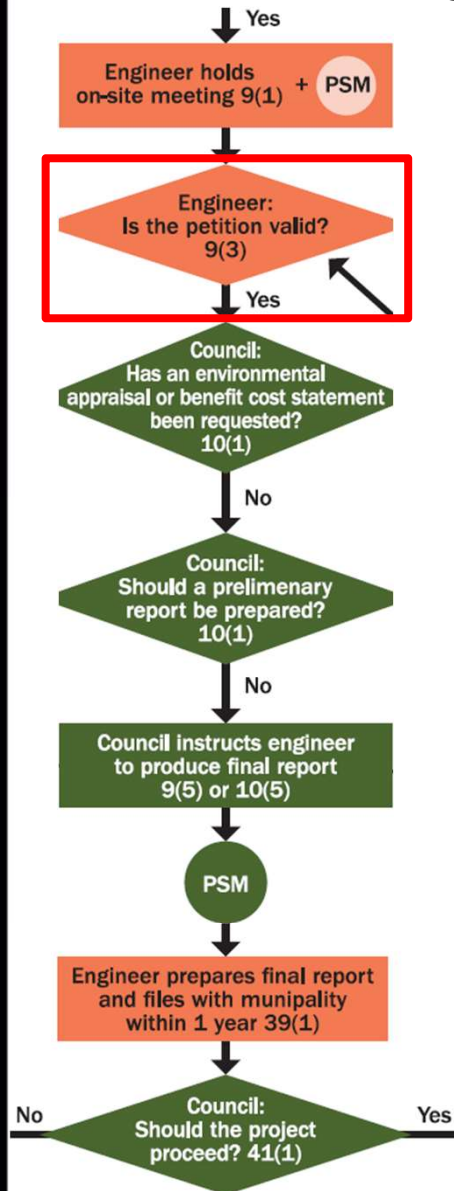 Yes
Engineer holds
on-site meeting 9(1) + PSM
Engineer:
Is the petition valid?
9(3)
Yes
Council:
Has an environmental
appraisal or benefit cost statement
been requested?
10(1)
No
Council:
Should a prelimenary
report be prepared?
10(1)
No
Council instructs engineer
to produce final report
9(5) or 10(5)
PSM
Engineer prepares final report
and files with munipality
within 1 year 39(1)
No
Council:
Should the project
proceed? 41(1)
Yes